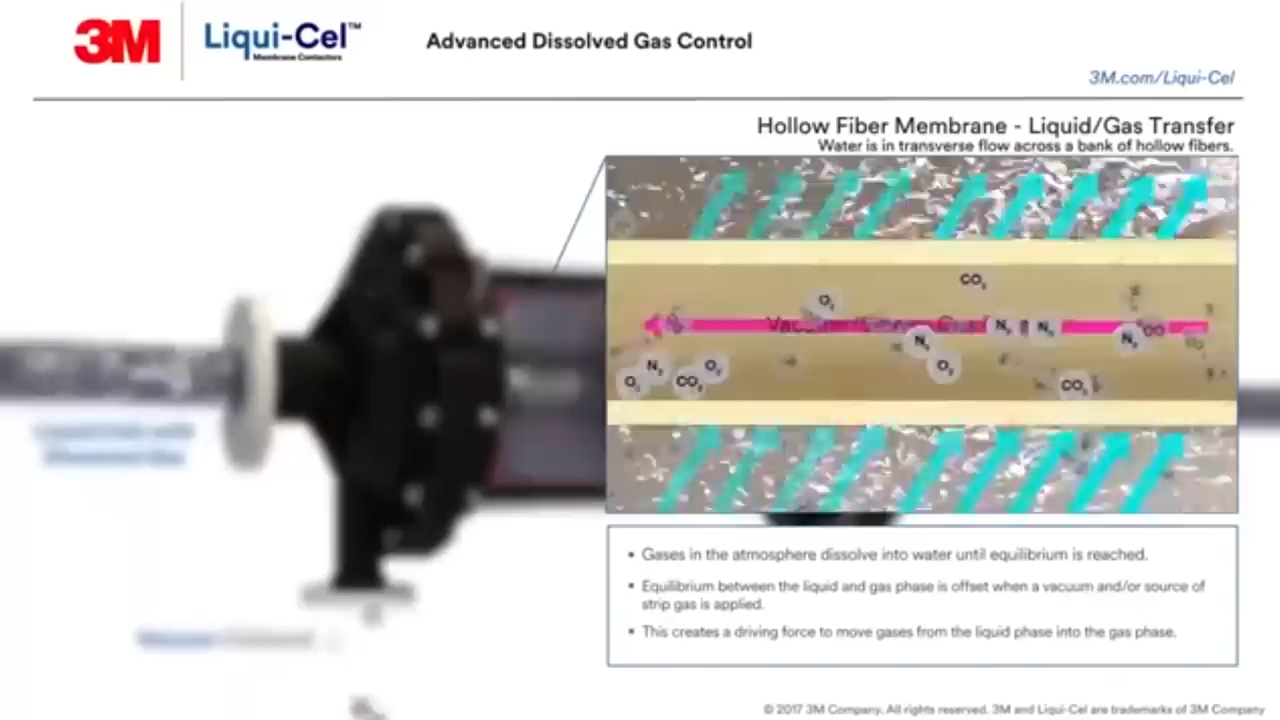 3M
Liqui-Cel™
Membrane Contactors
Advanced Dissolved Gas Control
3M.com/Liqui-Cel
Hollow Fiber Membrane - Liquid/Gas Transfer
Water is in transverse flow across a bank of hollow fibers.
CO₂
O₂
N₂ N₂
N₂ N₂ CO
N₂ O₂ O₂
O₂ CO₂ CO₂
• Gases in the atmosphere dissolve into water until equilibrium is reached.
• Equilibrium between the liquid and gas phase is offset when a vacuum and/or source of
strip gas is applied.
• This creates a driving force to move gases from the liquid phase into the gas phase.
© 2017 3M Company. All rights reserved. 3M and Liqui-Cel are trademarks of 3M Company